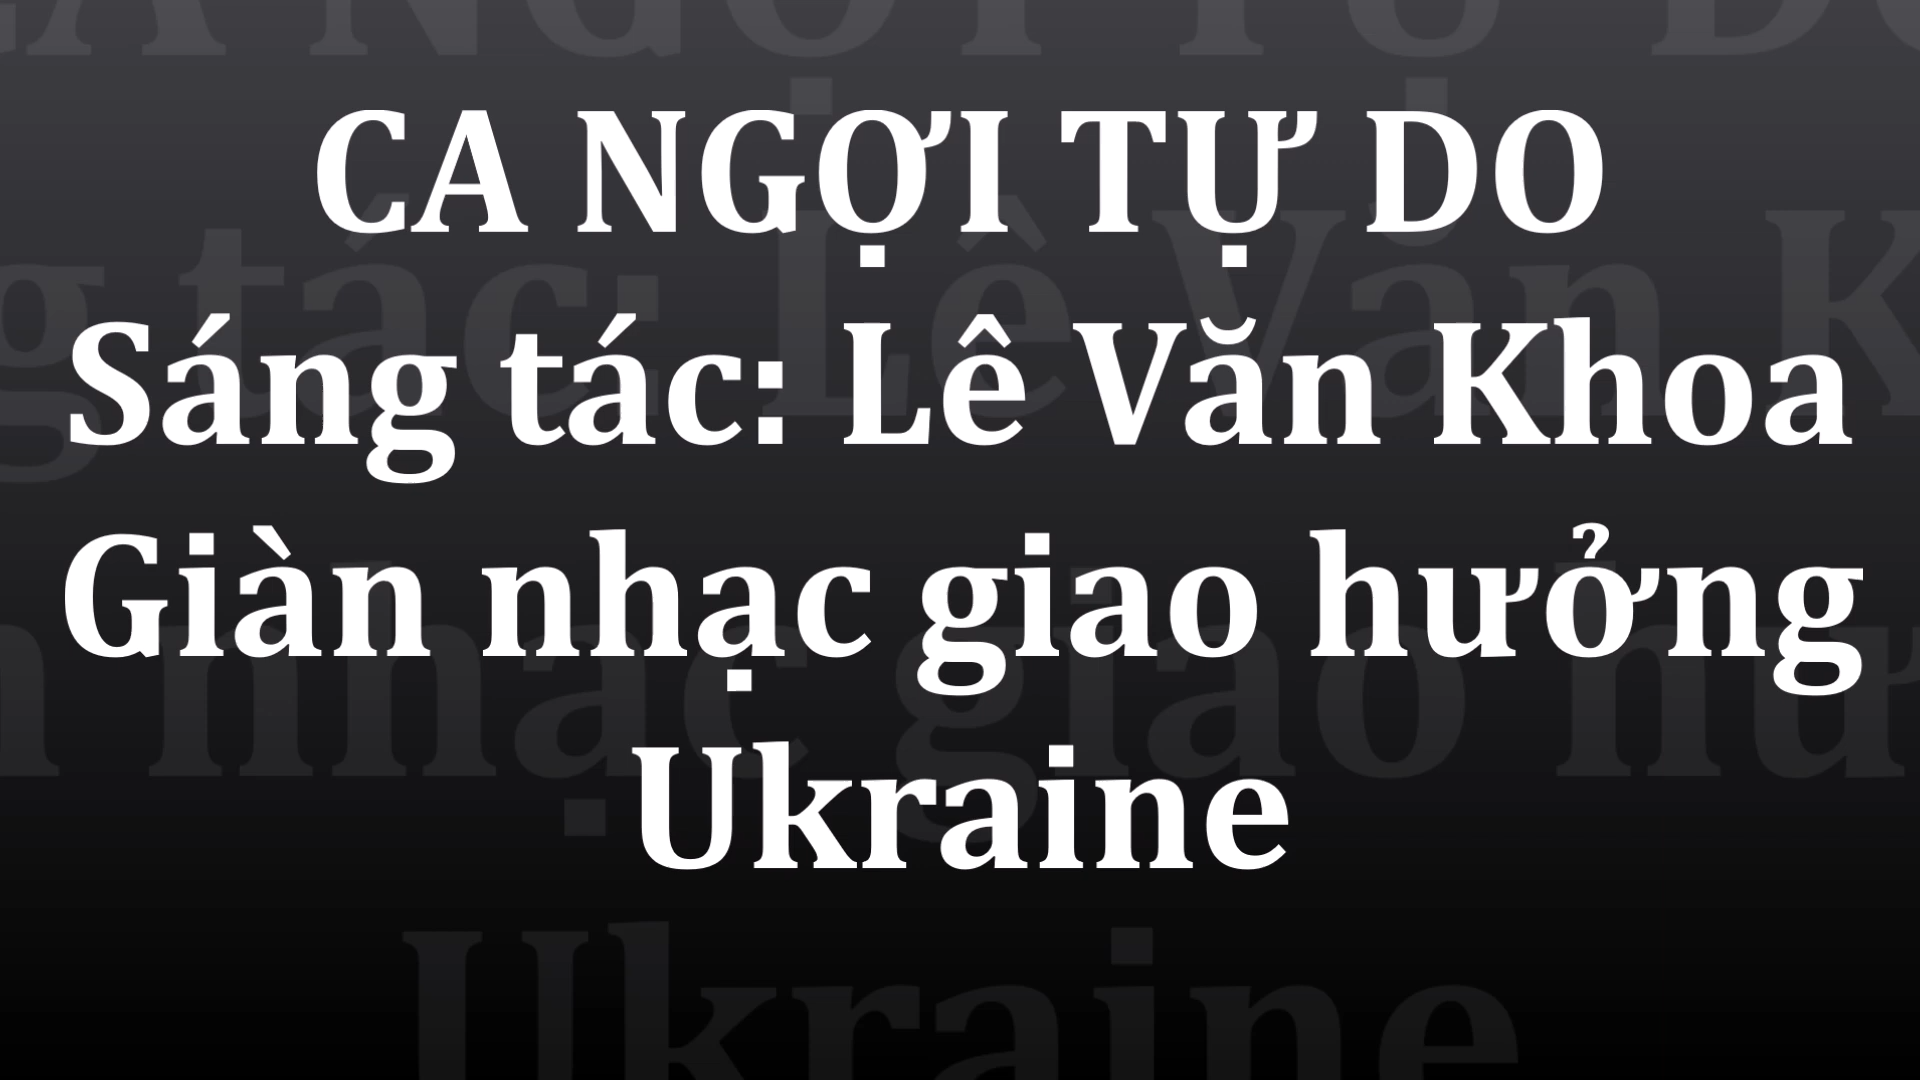 CA NGỢI TỰ DO
Sáng tác: Lê Văn Khoa
Giàn nhạc giao hưởng
Ukraine